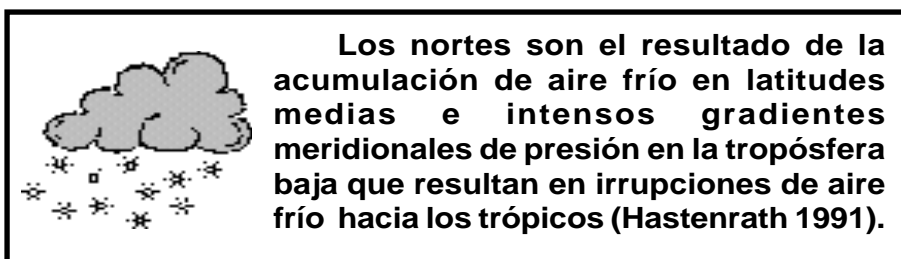 Los nortes son el resultado de la
acumulación de aire frío en latitudes
medias e intensos gradientes
meridionales de presión en la tropósfera
baja que resultan en irrupciones de aire
frío hacia los trópicos (Hastenrath 1991).